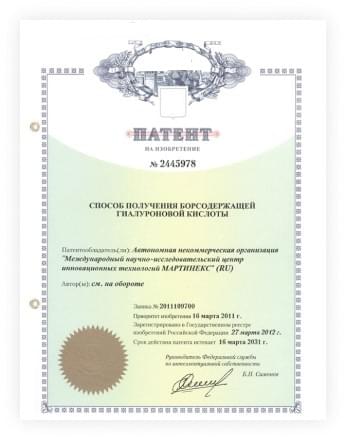 ПАТЕНТ
НА ИЗОБРЕТЕНИЕ
№ 2445978
СПОСОБ ПОЛУЧЕНИЯ БОРСОДЕРЖАЩЕЙ
ГИАЛУРОНОВОЙ КИСЛОТЫ
Патентообладатель(ли): Автономная некоммерческая организация
"Международный научно-исследовательский центр
инновационных технологий МАРТИНЕКС" (RU)
Автор(ы): см. на обороте
Заявка № 2011109700
Приоритет изобретения 16 марта 2011 г.
Зарегистрировано в Государственном реестре
изобретений Российской Федерации 27 марта 2012 г.
Срок действия патента истекает 16 марта 2031 г.
Руководитель Федеральной службы
по интеллектуальной собственности
Б.П. Симонов